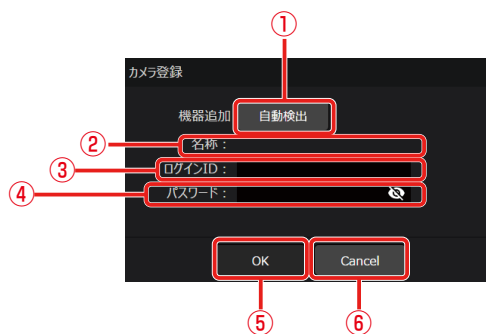 ①
カメラ登録
機器追加 自動検出
② 名称：
③ ログインID：
④ パスワード：
OK Cancel
⑤ ⑥